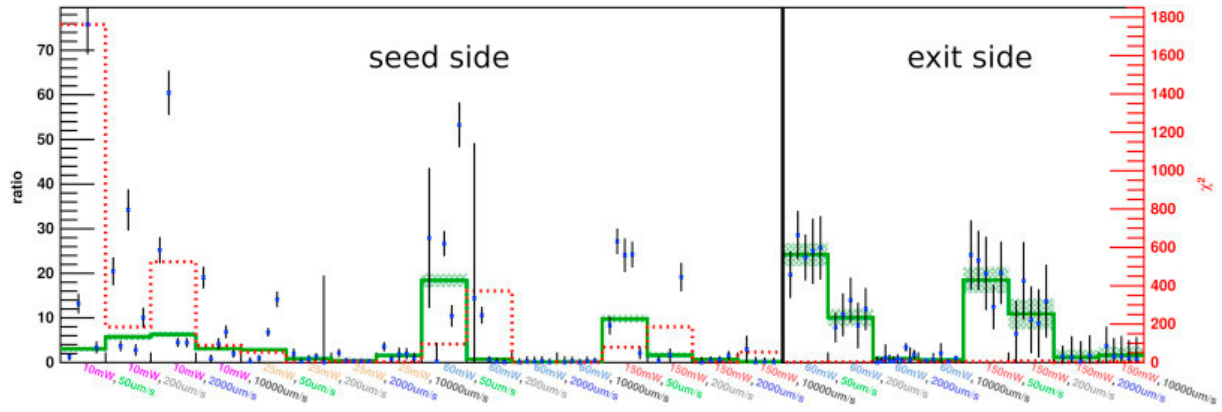 seed side
exit side
ratio
70
60
50
40
30
20
10
0
1800
1600
1400
1200
1000
800
600
400
200
0
χ²
10mW, 50um/s
10mW, 200um/s
10mW, 2000um/s
10mW, 10000um/s
25mW, 50um/s
25mW, 200um/s
25mW, 2000um/s
25mW, 10000um/s
60mW, 50um/s
60mW, 200um/s
60mW, 2000um/s
60mW, 10000um/s
150mW, 50um/s
150mW, 200um/s
150mW, 2000um/s
150mW, 10000um/s
60mW, 50um/s
60mW, 200um/s
60mW, 2000um/s
60mW, 10000um/s
150mW, 50um/s
150mW, 200um/s
150mW, 2000um/s
150mW, 10000um/s